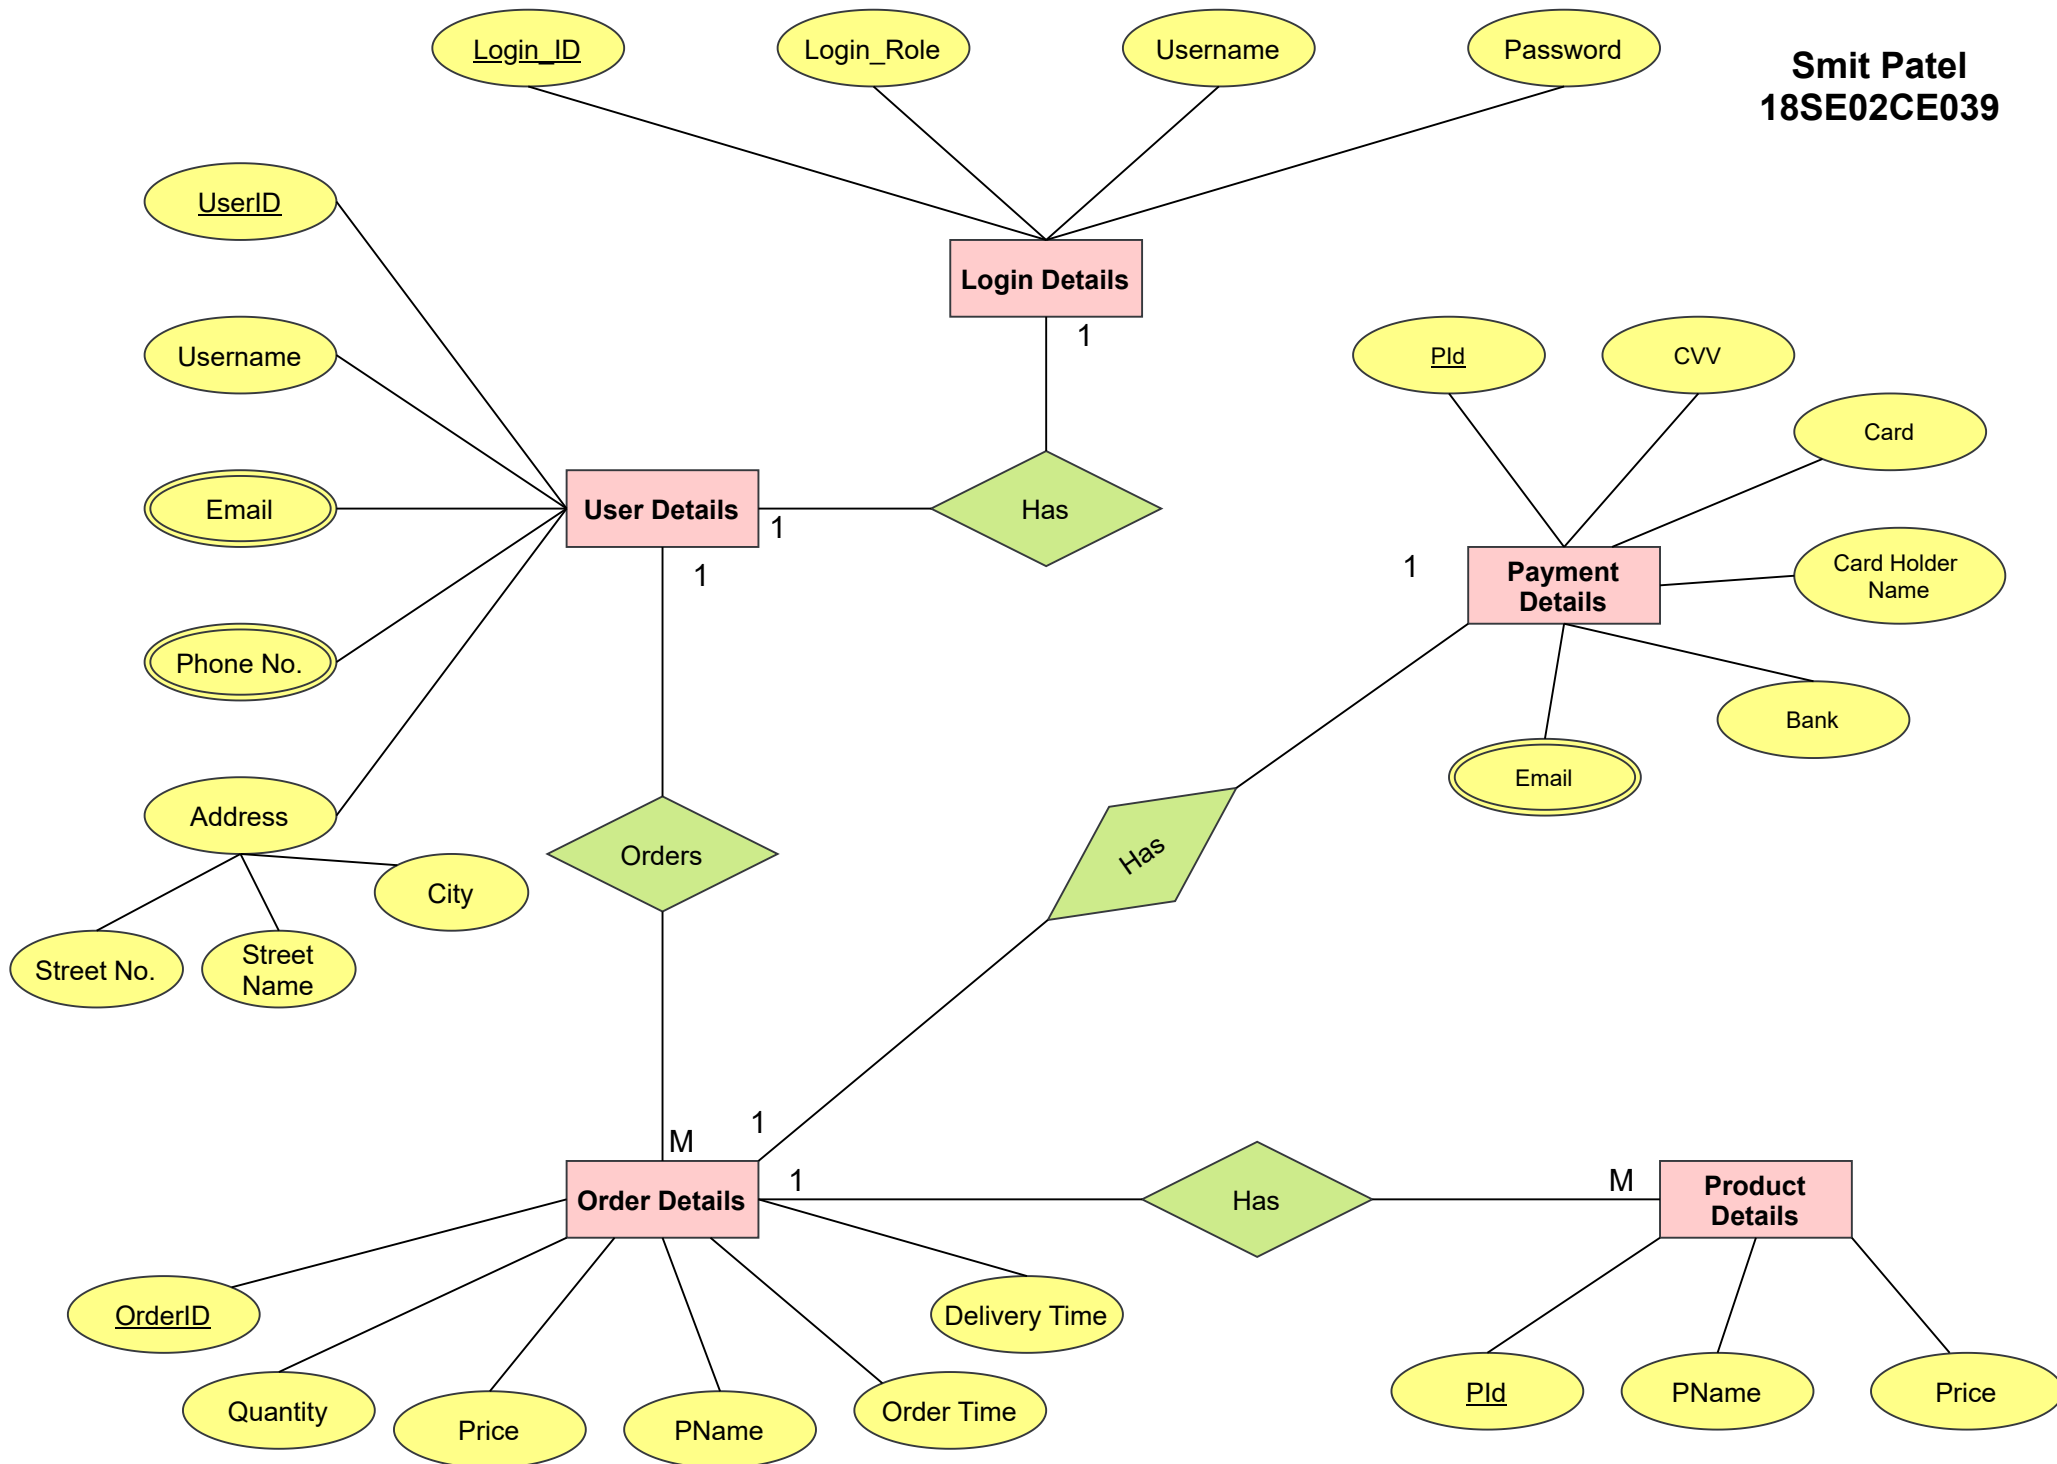 Login_ID
Login_Role
Username
Password
Smit Patel
18SE02CE039
UserID
Login Details
1
Username
PId
CVV
Card
Email
User Details
1
Has
1
1
Payment
Details
Card Holder
Name
Phone No.
Bank
Email
Address
Orders
Has
City
Street No.
Street
Name
M
1
1
Order Details
Has
M
Product
Details
OrderID
Delivery Time
Quantity
Price
PName
Order Time
PId
PName
Price